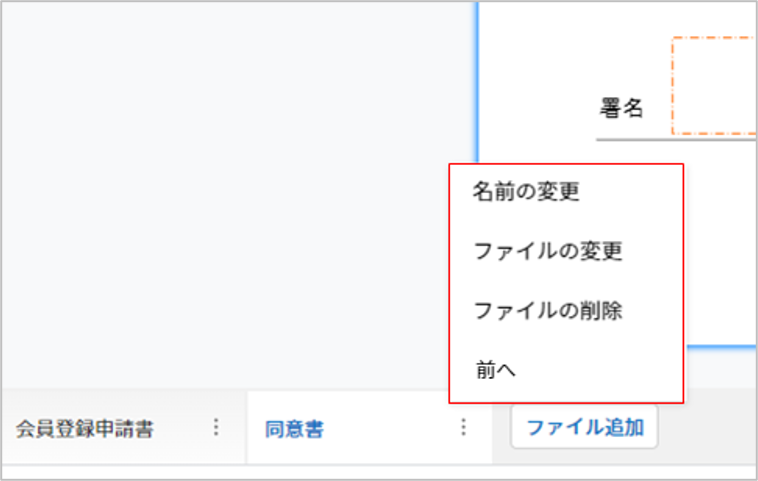 署名
名前の変更
ファイルの変更
ファイルの削除
前へ
会員登録申請書
同意書
ファイル追加